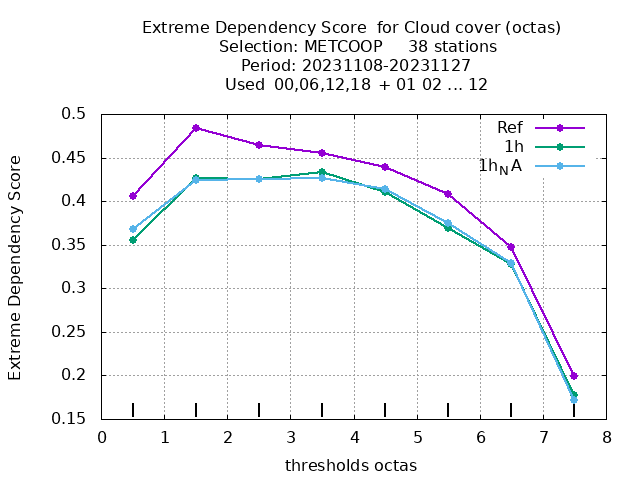 Extreme Dependency Score  for Cloud cover (octas)
Selection: METCOOP     38 stations
Period: 20231108-20231127
Used  00,06,12,18  + 01 02 ... 12
Ref
1h
1h_NA
Extreme Dependency Score
0.5
0.45
0.4
0.35
0.3
0.25
0.2
0.15
0 1 2 3 4 5 6 7 8
thresholds octas